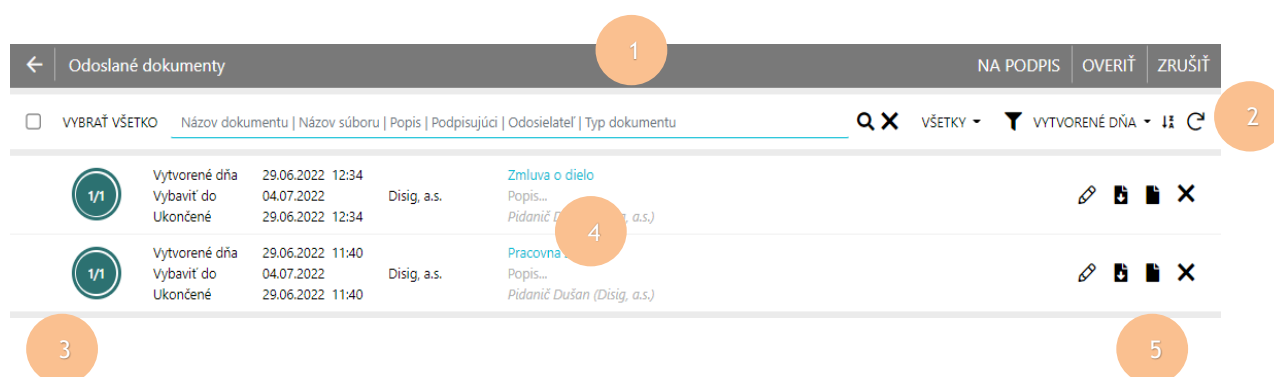 1
Odoslané dokumenty NA PODPIS OVERIŤ ZRUŠIŤ
2
VYBRAŤ VŠETKO Názov dokumentu | Názov súboru | Popis | Podpisujúci | Odosielateľ | Typ dokumentu VŠETKY VYTVORENÉ DŇA
1/1
Vytvorené dňa 29.06.2022 12:34 Zmluva o dielo
Vybaviť do 04.07.2022 Disig, a.s. Popis...
Ukončené 29.06.2022 12:34 Pidanič a.s.)
4
1/1
Vytvorené dňa 29.06.2022 11:40 Pracovna
Vybaviť do 04.07.2022 Disig, a.s. Popis...
Ukončené 29.06.2022 11:40 Pidanič Dušan (Disig, a.s.)
3 5